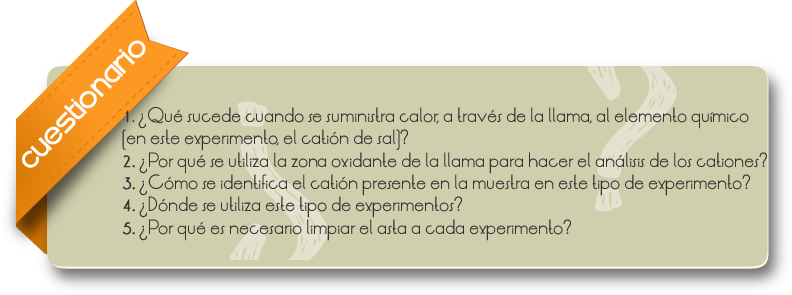 cuestionario
1. ¿Qué sucede cuando se suministra calor, a través de la llama, al elemento químico
(en este experimento, el catión de sal)?
2. ¿Por qué se utiliza la zona oxidante de la llama para hacer el análisis de los cationes?
3. ¿Cómo se identifica el catión presente en la muestra en este tipo de experimento?
4. ¿Dónde se utiliza este tipo de experimentos?
5. ¿Por qué es necesario limpiar el asta a cada experimento?